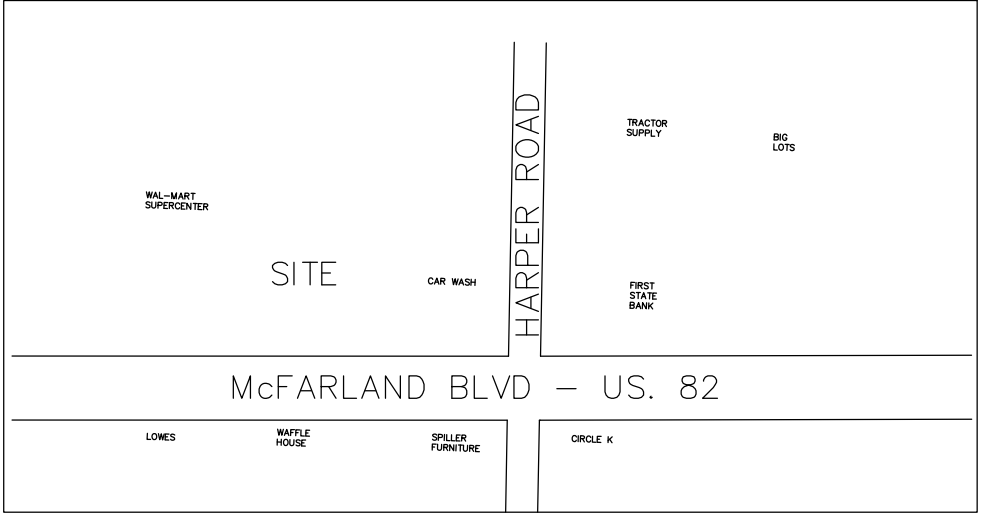 HARPER ROAD
TRACTOR
SUPPLY
BIG
LOTS
WAL-MART
SUPERCENTER
SITE
CAR WASH
FIRST
STATE
BANK
McFARLAND BLVD - US. 82
LOWES
WAFFLE
HOUSE
SPILLER
FURNITURE
CIRCLE K